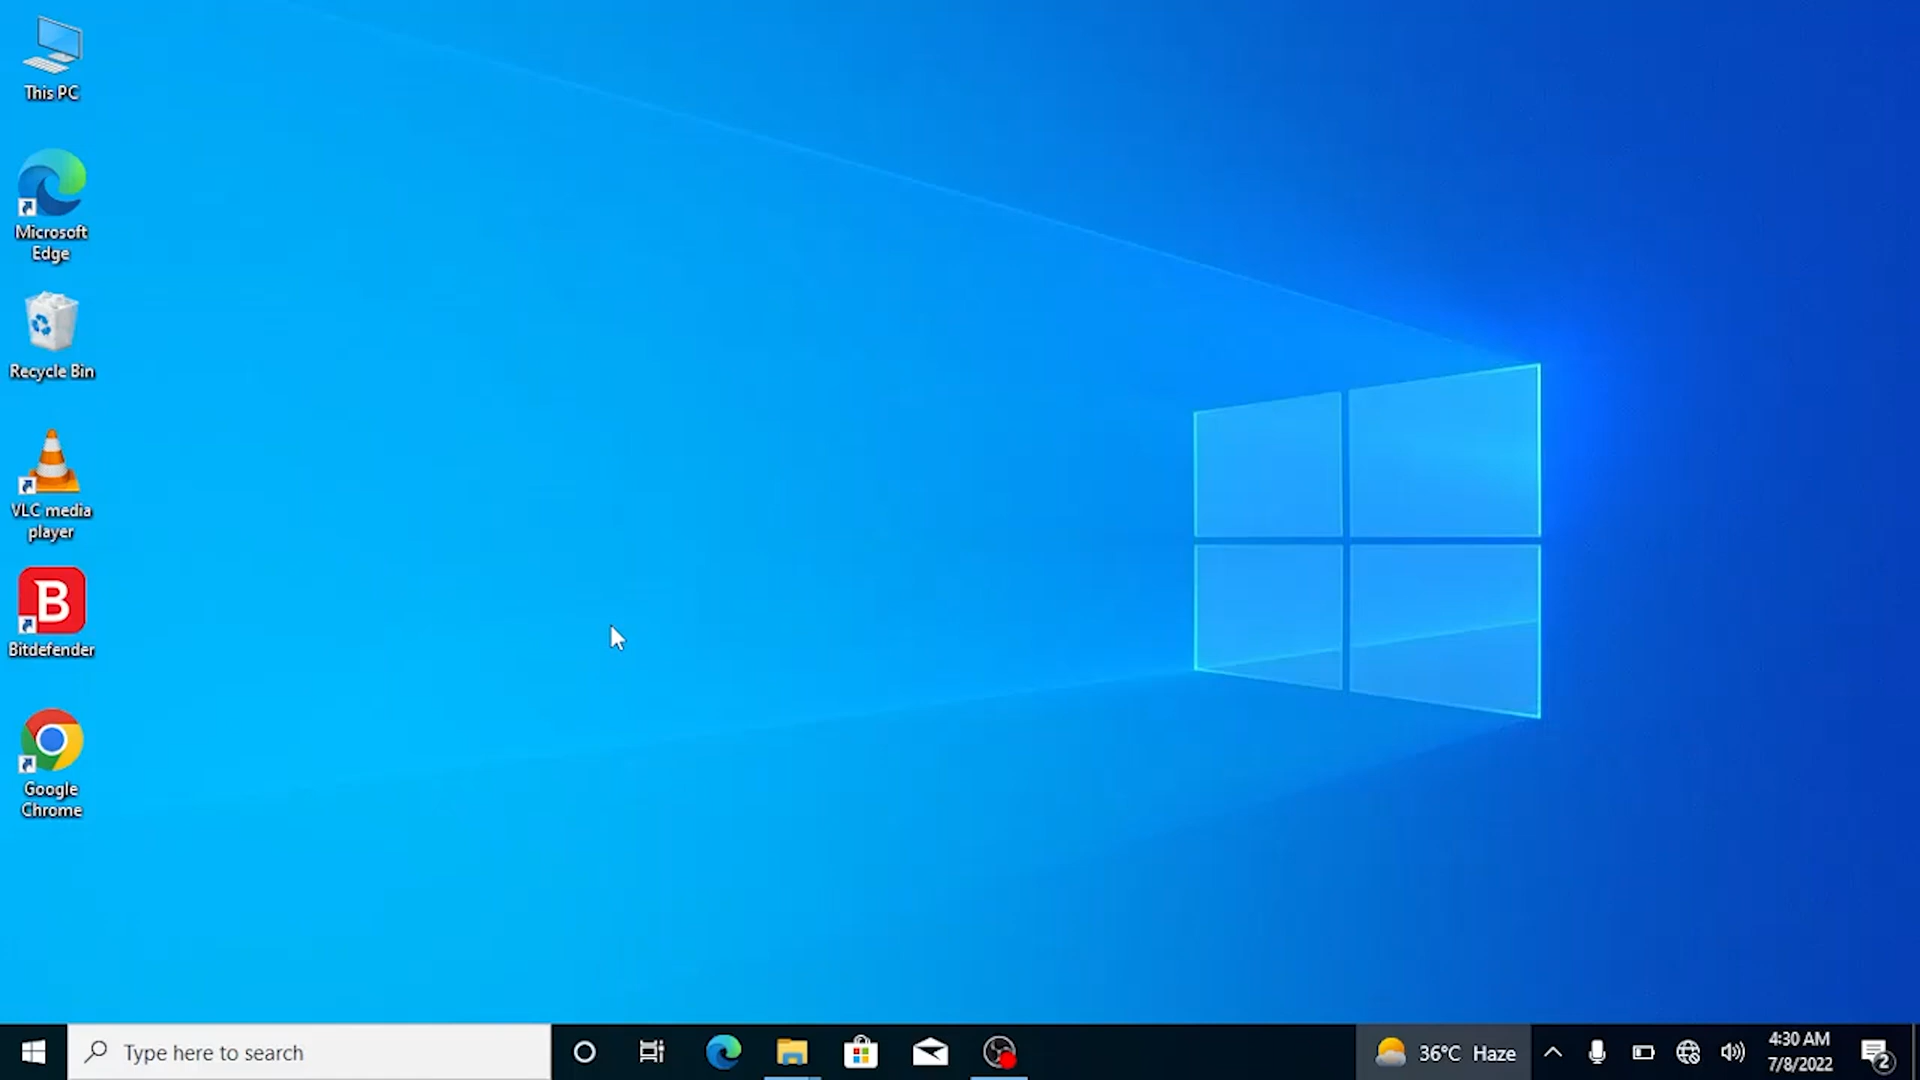 This PC
Microsoft
Edge
Recycle Bin
VLC media
player
B
Bitdefender
Google
Chrome
Type here to search
36°C Haze
4:30 AM
7/8/2022
2